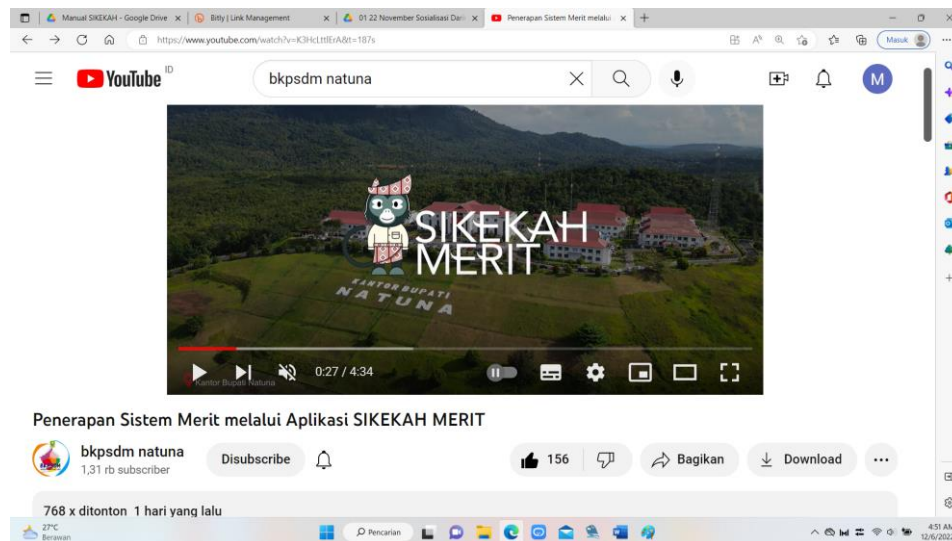 Manual SIKEKAH - Google Drive
Bitly | Link Management
01 22 November Sosialisasi Dari
Penerapan Sistem Merit melalui
https://www.youtube.com/watch?v=K3HcLttlErA&t=187s
Masuk
YouTube ID
bkpsdm natuna
M
SIKEKAH
MERIT
KANTOR BUPATI
NATUNA
Kantor Bupati Natuna
0:27 / 4:34
Penerapan Sistem Merit melalui Aplikasi SIKEKAH MERIT
bkpsdm natuna
1,31 rb subscriber
Disubscribe
156
Bagikan
Download
768 x ditonton 1 hari yang lalu
27°C
Berawan
Pencarian
4:51 AM